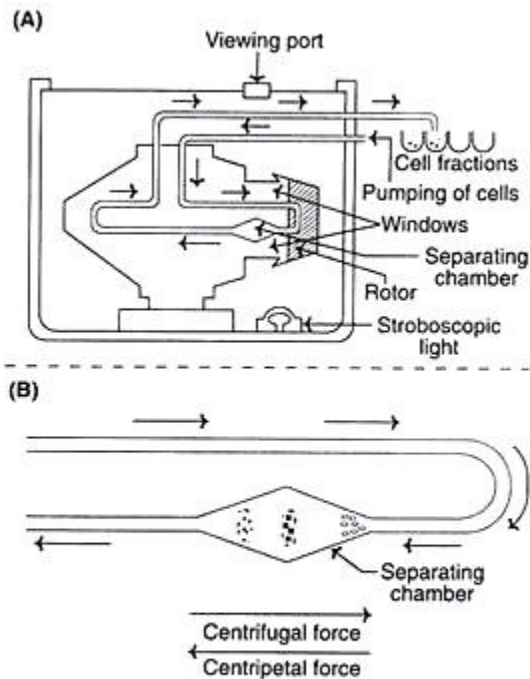 (A)
Viewing port
Cell fractions
Pumping of cells
Windows
Separating
chamber
Rotor
Stroboscopic
light
(B)
Separating
chamber
Centrifugal force
Centripetal force